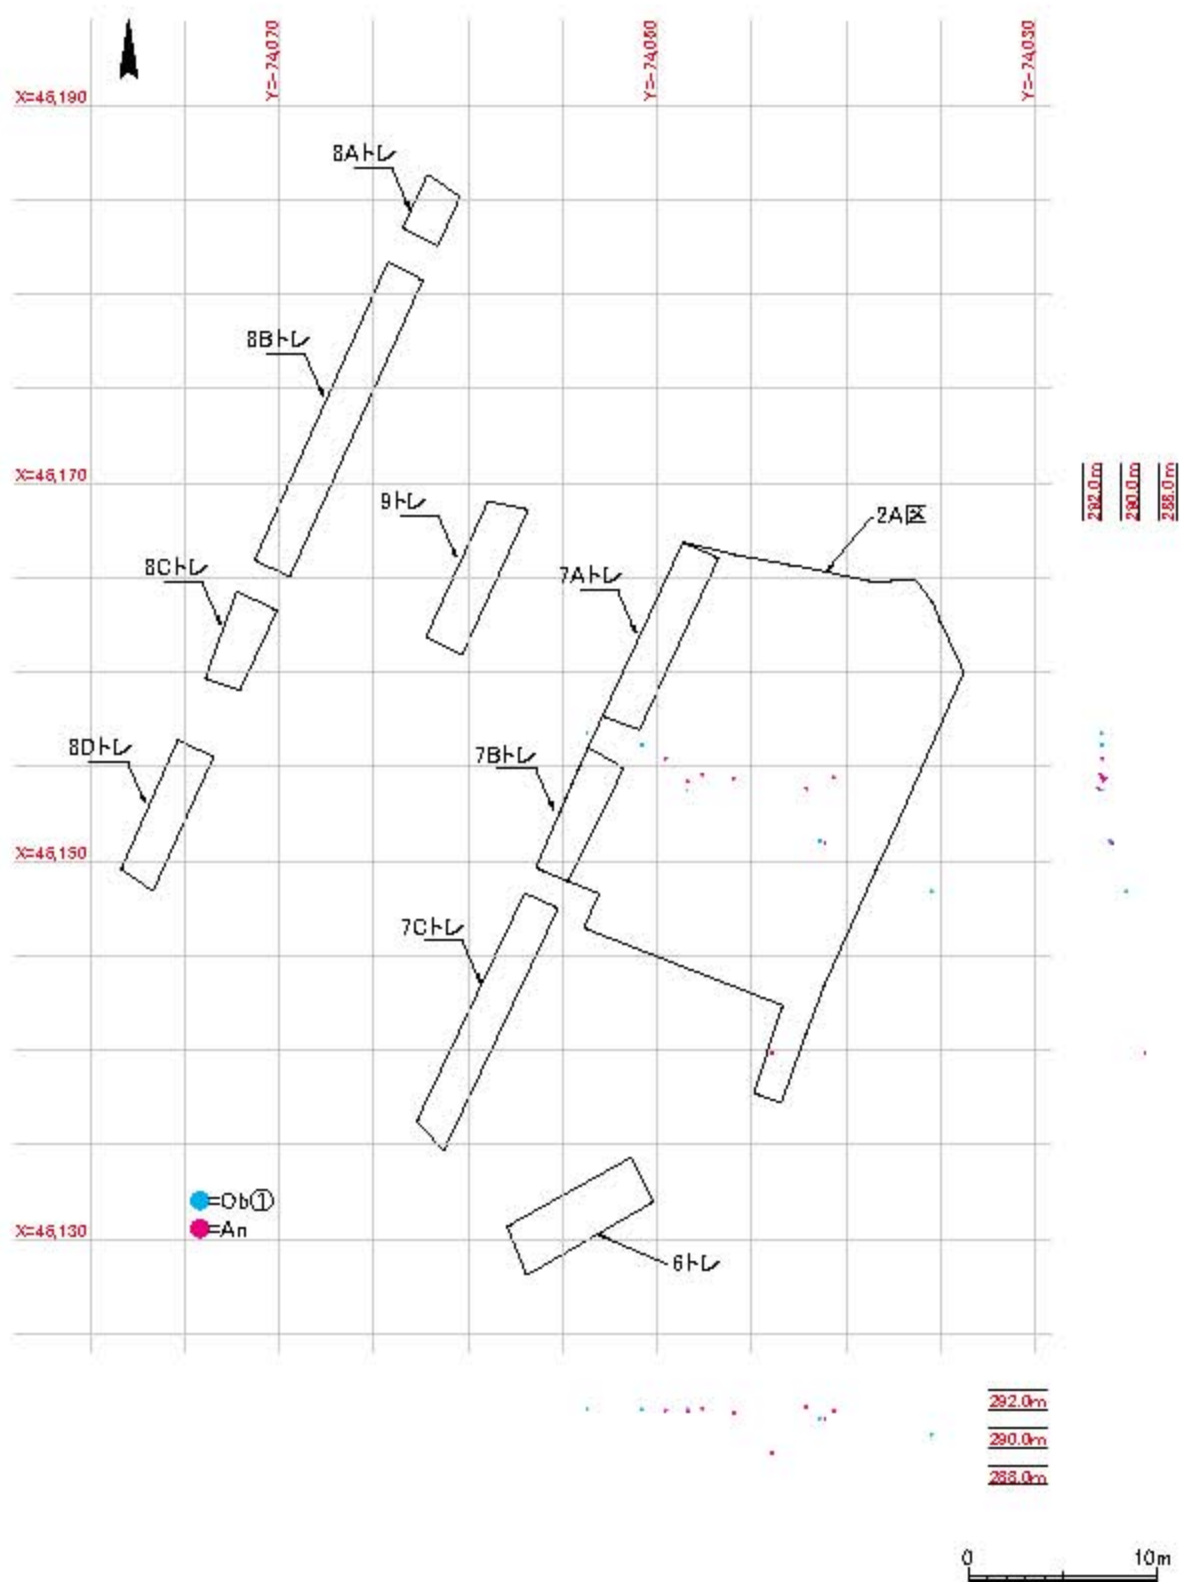 Y=-74,070
Y=-74,050
Y=-74,030
X=46,190
8Aトレ
8Bトレ
X=46,170
9トレ
2A区
292.0m
290.0m
288.0m
8Cトレ
7Aトレ
8Dトレ
7Bトレ
X=46,150
7Cトレ
=Ob①
=An
X=46,130
6トレ
292.0m
290.0m
288.0m
0 10m